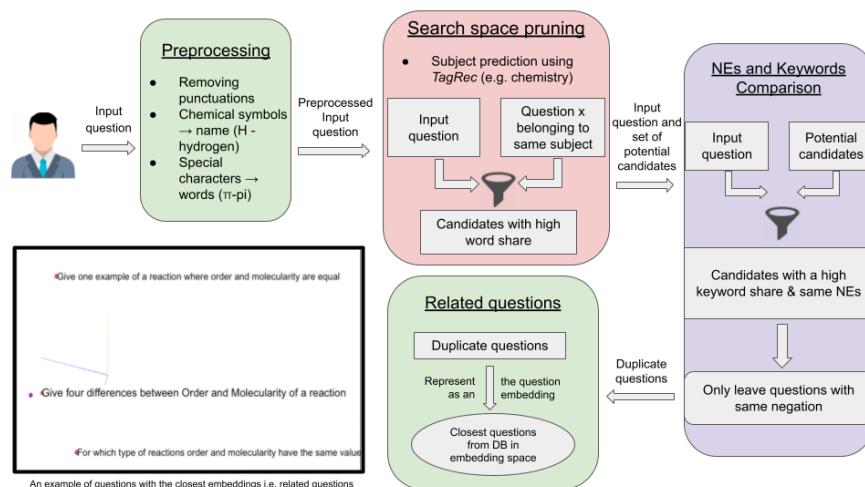 Preprocessing
● Removing
punctuations
● Chemical symbols
→ name (H -
hydrogen)
● Special
characters →
words (π-pi)
Input
question
Preprocessed
Input
question
Search space pruning
● Subject prediction using
TagRec (e.g. chemistry)
Input
question
Question x
belonging to
same subject
Candidates with high
word share
Input
question and
set of
potential
candidates
NEs and Keywords
Comparison
Input
question
Potential
candidates
Candidates with a high
keyword share & same NEs
Only leave questions with
same negation
Duplicate
questions
Related questions
Duplicate questions
Represent
as an
the question
embedding
Closest questions
from DB in
embedding space
Give one example of a reaction where order and molecularity are equal
Give four differences between Order and Molecularity of a reaction
For which type of reactions order and molecularity have the same value
An example of questions with the closest embeddings i.e. related questions